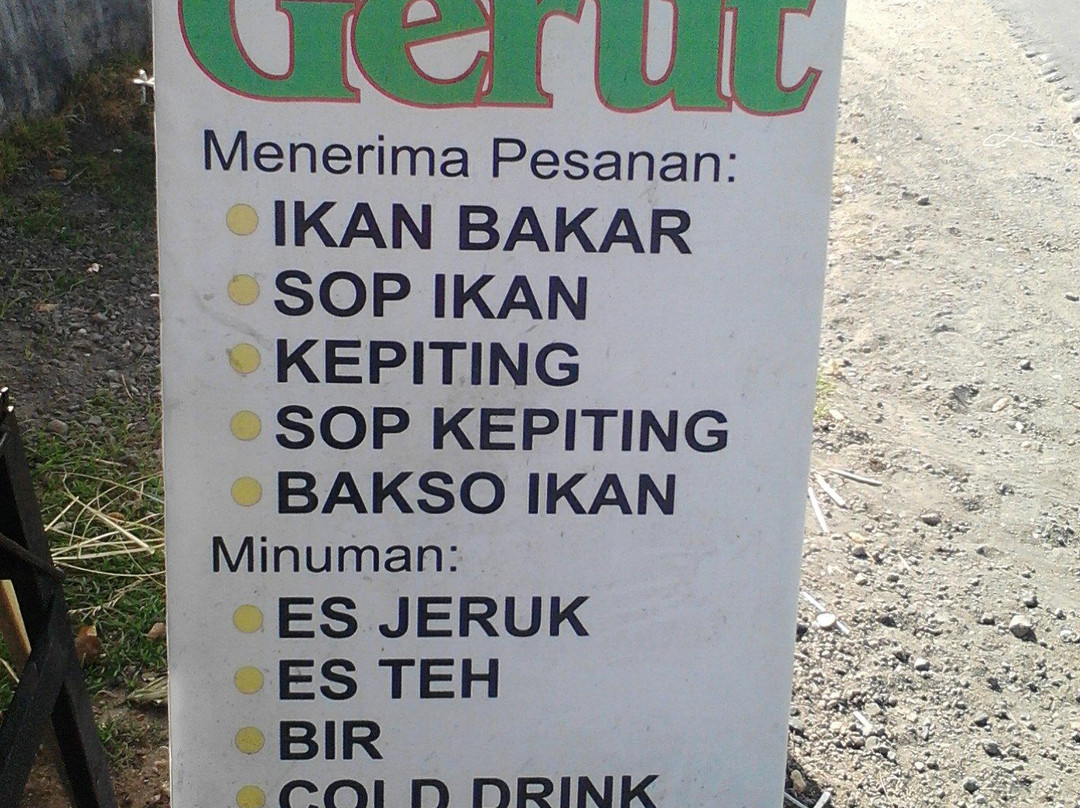 Gerut
Menerima Pesanan:
IKAN BAKAR
SOP IKAN
KEPITING
SOP KEPITING
BAKSO IKAN
Minuman:
ES JERUK
ES TEH
BIR
COLD DRINK